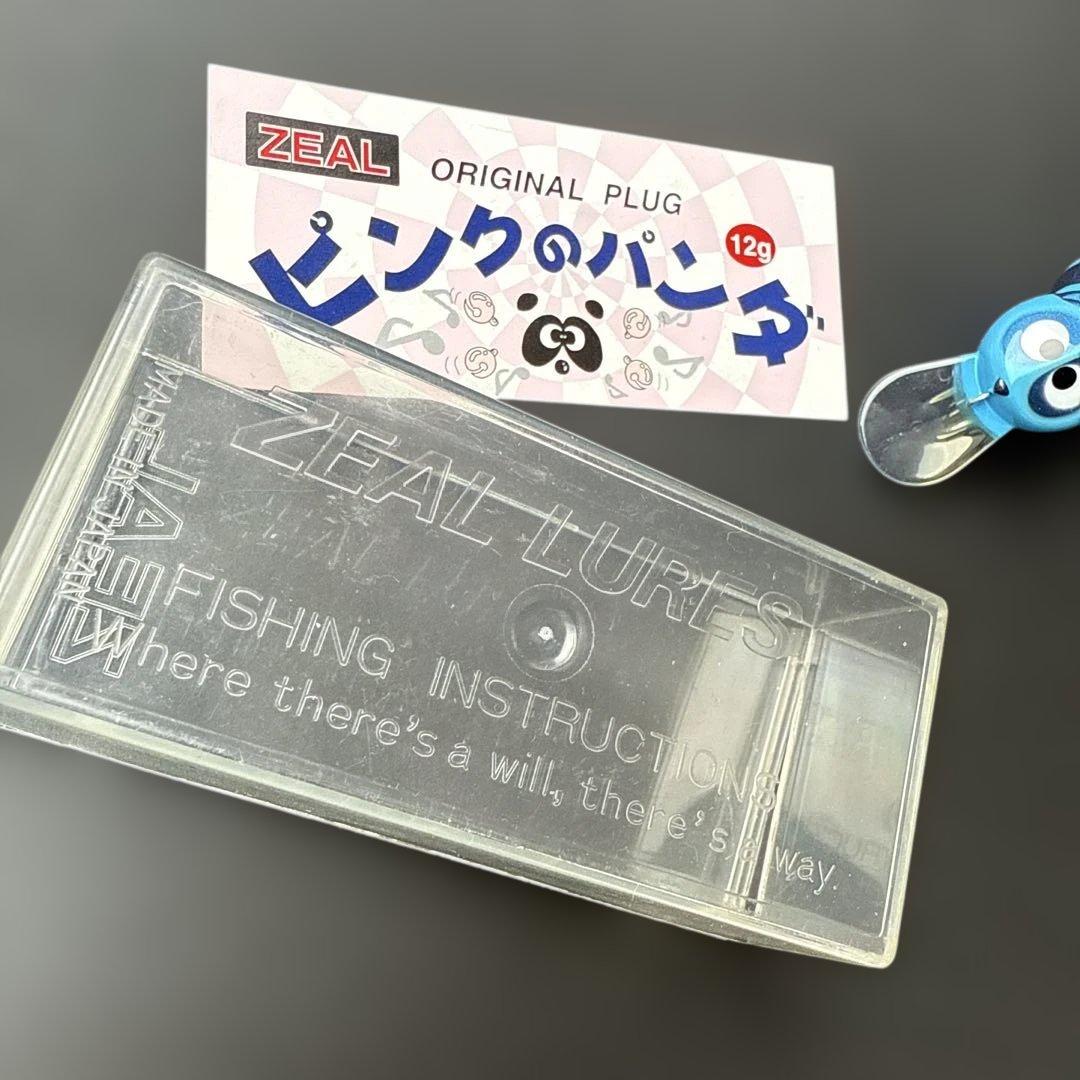 ZEAL
ORIGINAL PLUG
12g
ピンクのパンダ
ZEAL LURES
FISHING INSTRUCTIONS
Where there's a will, there's a way.
MADE IN JAPAN